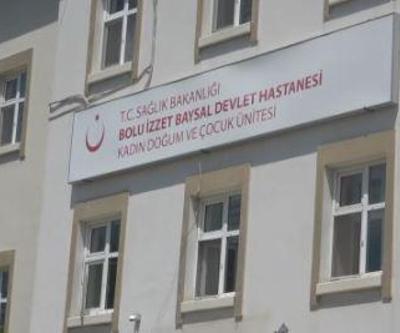 T.C. SAĞLIK BAKANLIĞI
BOLU İZZET BAYSAL DEVLET HASTANESİ
KADIN DOĞUM VE ÇOCUK ÜNİTESİ